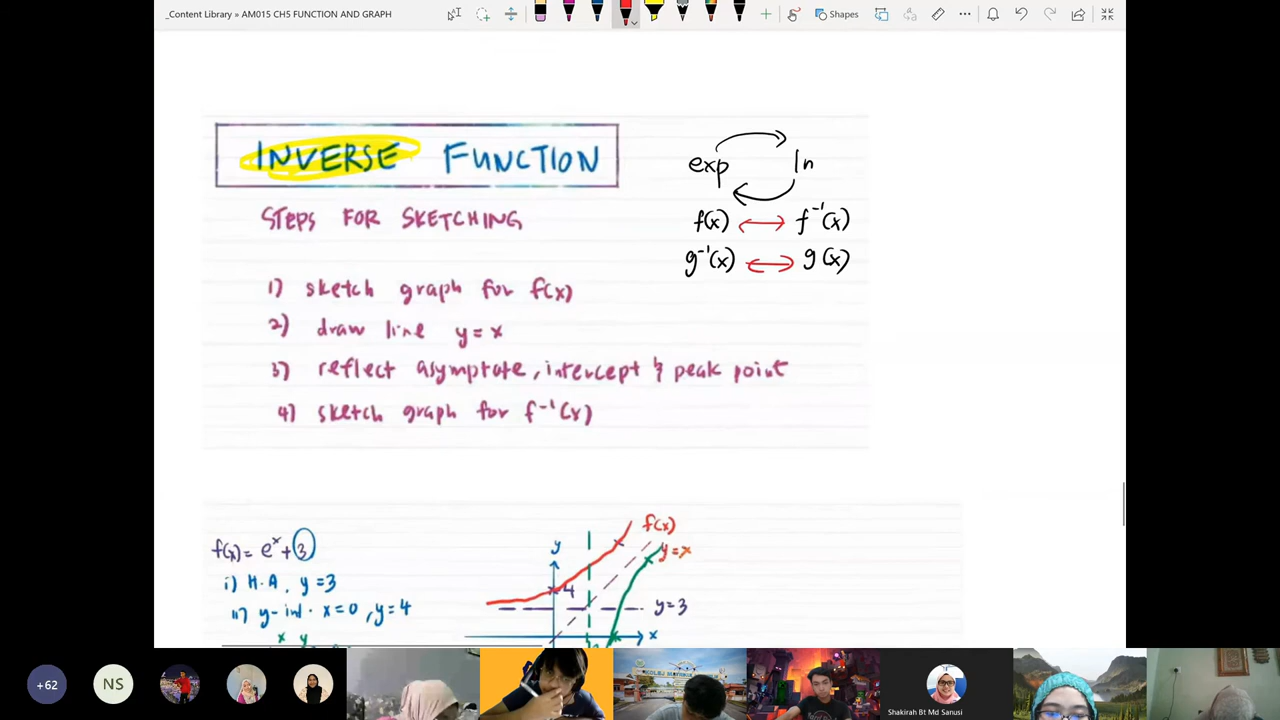 _Content Library » AM015 CH5 FUNCTION AND GRAPH
Shapes
INVERSE FUNCTION
exp ln
f(x) ↔ f⁻¹(x)
g⁻¹(x) ↔ g(x)
STEPS FOR SKETCHING
1) sketch graph for f(x)
2) draw line y = x
3) reflect asymptote, intercept & peak point
4) sketch graph for f⁻¹(x)
f(x) = eˣ + 3
i) H.A, y = 3
ii) y-int. x=0, y=4
x y
y
f(x)
y=x
4
y=3
x
+62
NS
Shakirah Bt Md Sanusi